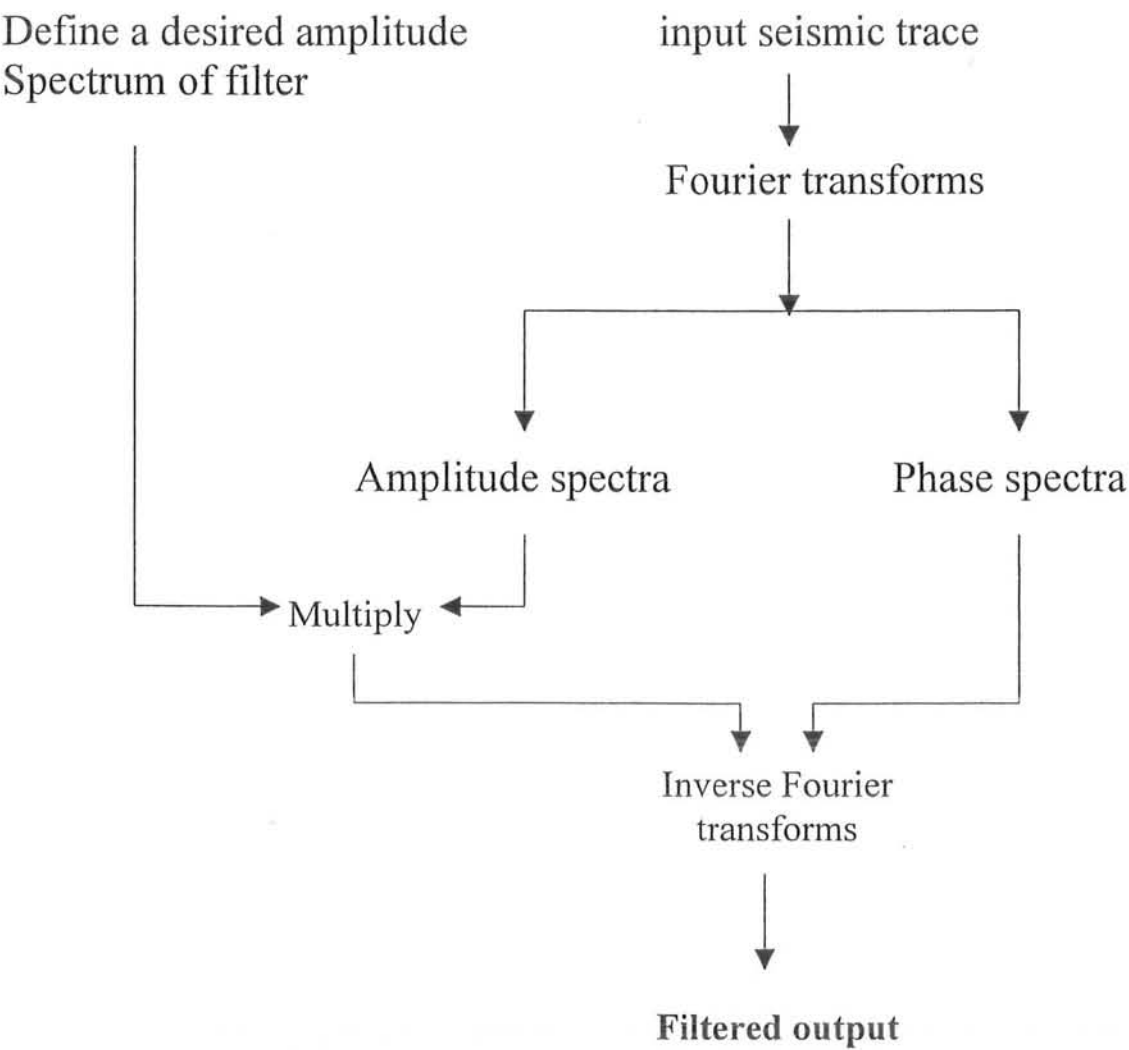 Define a desired amplitude
Spectrum of filter
input seismic trace
Fourier transforms
Amplitude spectra
Phase spectra
Multiply
Inverse Fourier
transforms
Filtered output